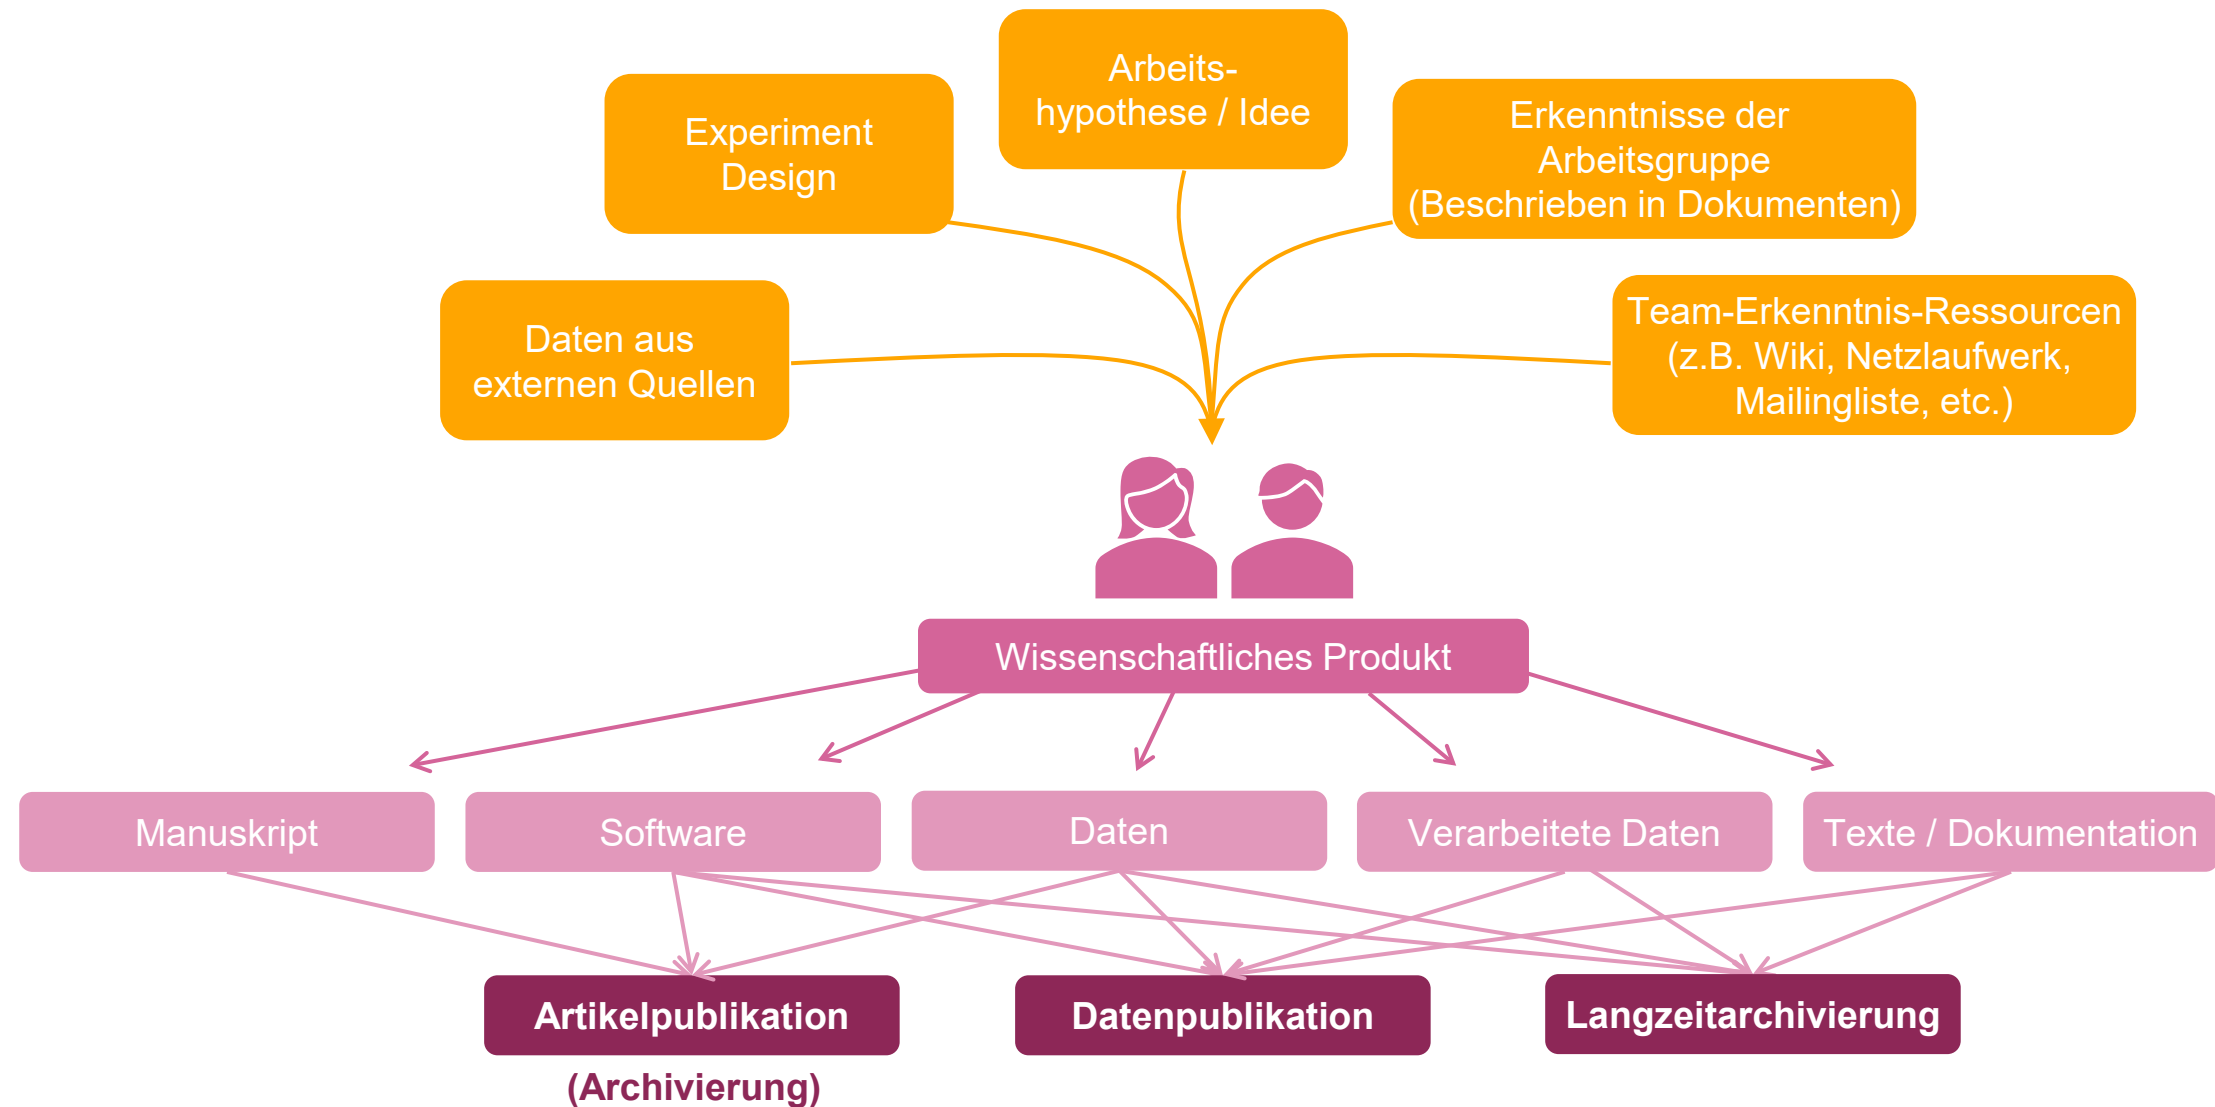 Arbeits-
hypothese / Idee
Experiment
Design
Erkenntnisse der
Arbeitsgruppe
(Beschrieben in Dokumenten)
Daten aus
externen Quellen
Team-Erkenntnis-Ressourcen
(z.B. Wiki, Netzlaufwerk,
Mailingliste, etc.)
Wissenschaftliches Produkt
Manuskript
Software
Daten
Verarbeitete Daten
Texte / Dokumentation
Artikelpublikation
Datenpublikation
Langzeitarchivierung
(Archivierung)